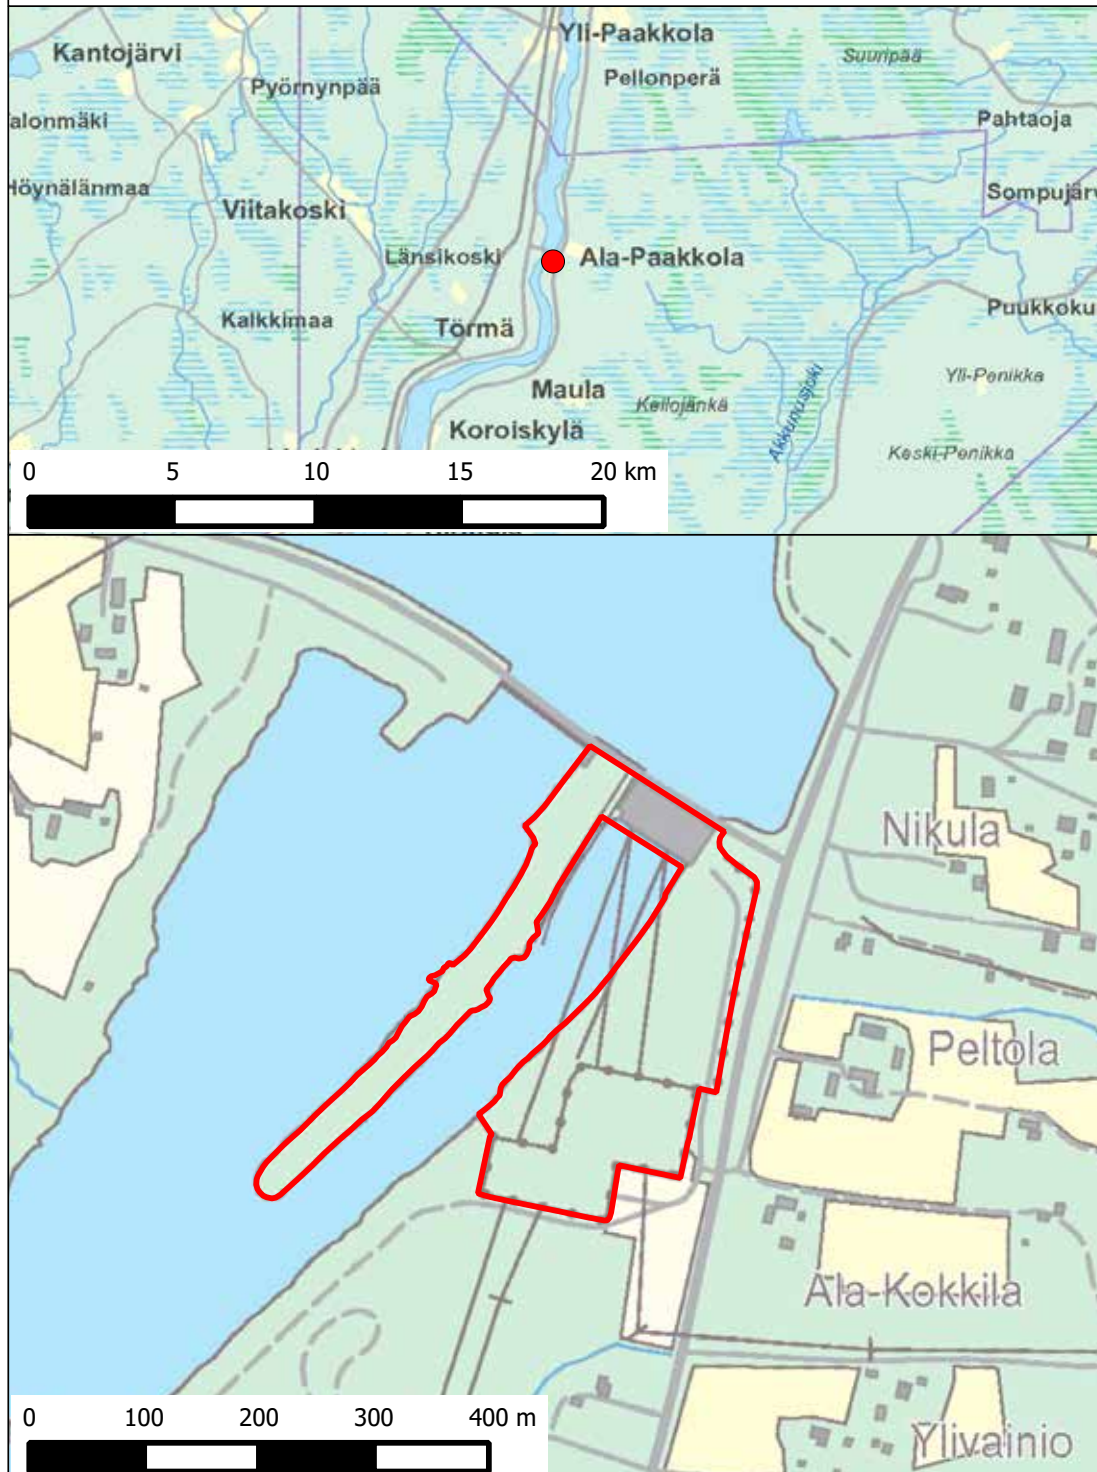 Kantojärvi
Yli-Paakkola
Suuripää
Pyörnynpää
Pellonperä
alonmäki
Pahtaoja
Höynälänmaa
Sompujärv
Viitakoski
Länsikoski
Ala-Paakkola
Kalkkimaa
Törmä
Puukkoku
Yli-Penikka
Maula
Keilojänkä
Akkunusjoki
Koroiskylä
Keski-Penikka
0 5 10 15 20 km
Nikula
Peltola
Ala-Kokkila
Ylivainio
0 100 200 300 400 m